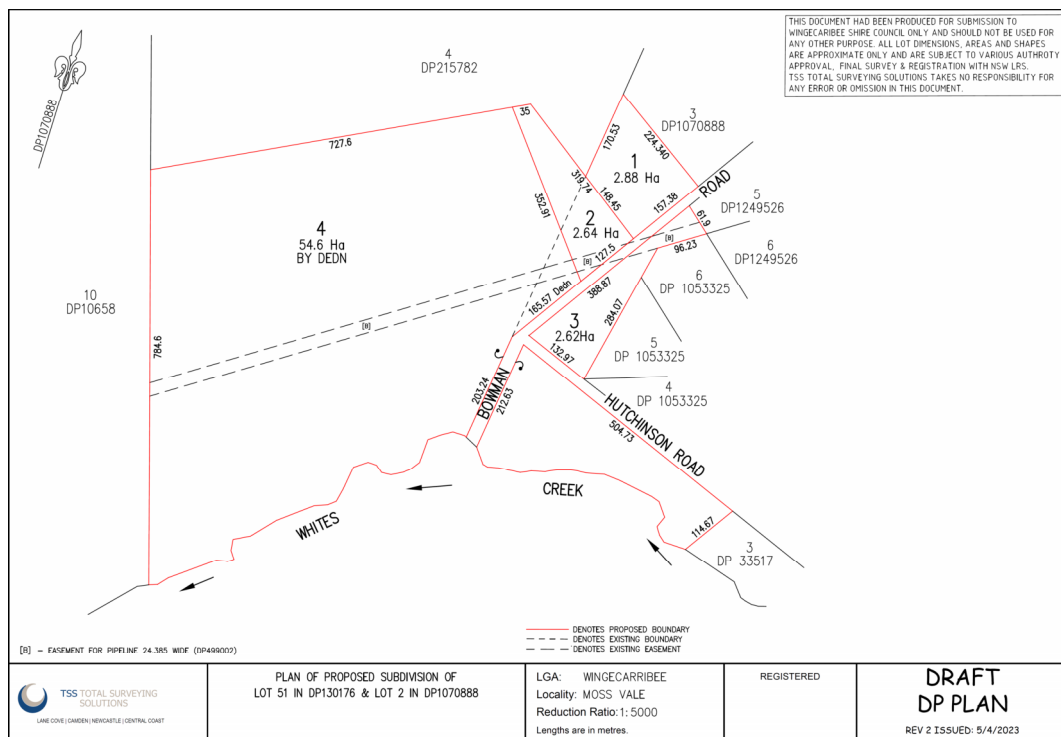 THIS DOCUMENT HAD BEEN PRODUCED FOR SUBMISSION TO
WINGECARIBEE SHIRE COUNCIL ONLY AND SHOULD NOT BE USED FOR
ANY OTHER PURPOSE. ALL LOT DIMENSIONS, AREAS AND SHAPES
ARE APPROXIMATE ONLY AND ARE SUBJECT TO VARIOUS AUTHROTY
APPROVAL, FINAL SURVEY & REGISTRATION WITH NSW LRS.
TSS TOTAL SURVEYING SOLUTIONS TAKES NO RESPONSIBILITY FOR
ANY ERROR OR OMISSION IN THIS DOCUMENT.
DP1070888
4
DP215782
35
727.6
170.53
3
DP1070888
224.340
1
2.88 Ha
319.74
148.45
157.38
ROAD
352.91
2
2.64 Ha
5
DP1249526
61.9
4
54.6 Ha
BY DEDN
127.5
[B]
[B]
96.23
6
DP1249526
10
DP10658
6
DP 1053325
165.57 Dedn
388.87
284.07
3
2.62Ha
[B]
784.6
132.97
5
DP 1053325
4
DP 1053325
203.24
BOWMAN
212.63
HUTCHINSON ROAD
504.73
WHITES
CREEK
114.67
3
DP 33517
[B] - EASEMENT FOR PIPELINE 24.385 WIDE (DP499002)
DENOTES PROPOSED BOUNDARY
DENOTES EXISTING BOUNDARY
DENOTES EXISTING EASEMENT
TSS TOTAL SURVEYING
SOLUTIONS
LANE COVE | CAMDEN | NEWCASTLE | CENTRAL COAST
PLAN OF PROPOSED SUBDIVISION OF
LOT 51 IN DP130176 & LOT 2 IN DP1070888
LGA: WINGECARRIBEE
Locality: MOSS VALE
Reduction Ratio: 1: 5000
Lengths are in metres.
REGISTERED
DRAFT
DP PLAN
REV 2 ISSUED: 5/4/2023